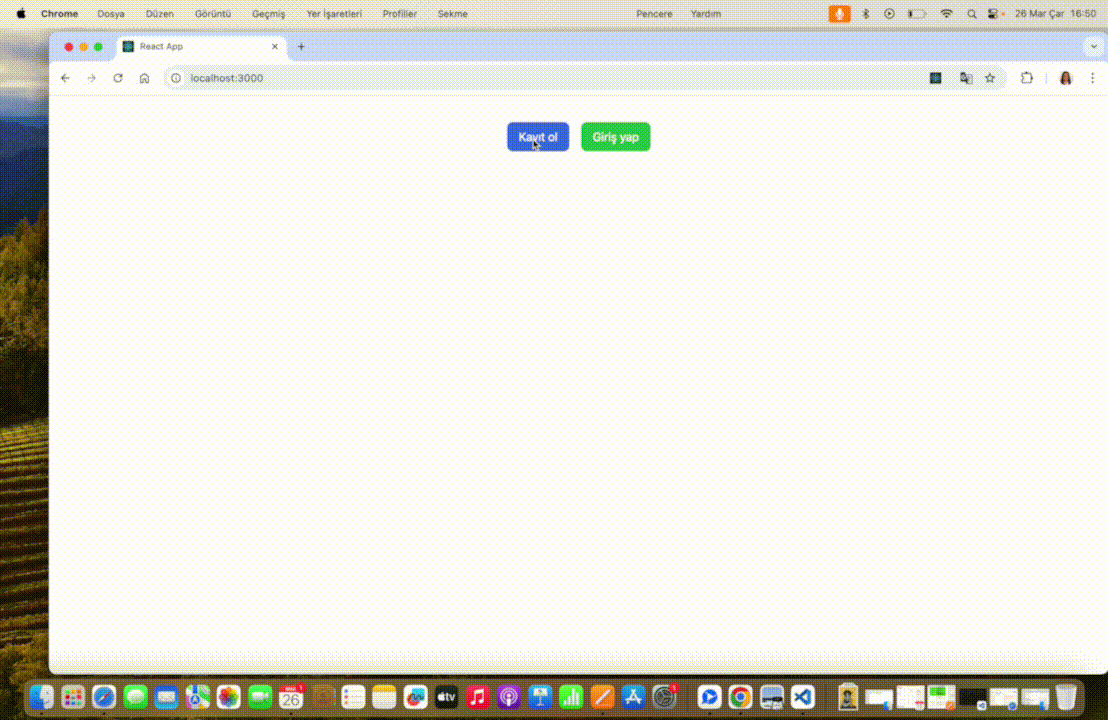 Chrome Dosya Düzen Görüntü Geçmiş Yer İşaretleri Profiller Sekme Pencere Yardım 26 Mar Çar 16:50
React App
localhost:3000
Kayıt ol Giriş yap
26
tv